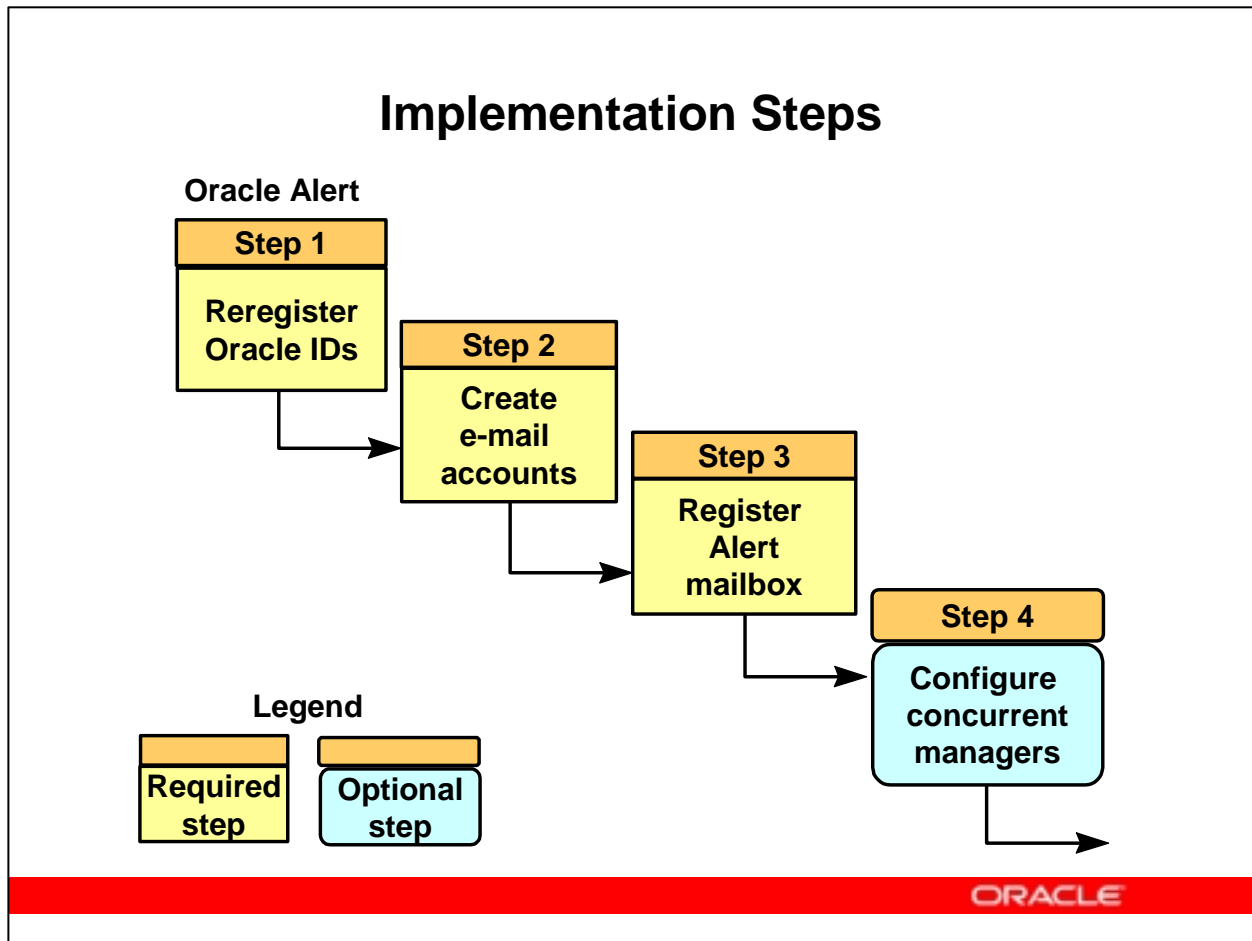 Implementation Steps
Oracle Alert
Step 1
Reregister
Oracle IDs
Step 2
Create
e-mail
accounts
Step 3
Register
Alert
mailbox
Step 4
Configure
concurrent
managers
Legend
Required
step
Optional
step
ORACLE